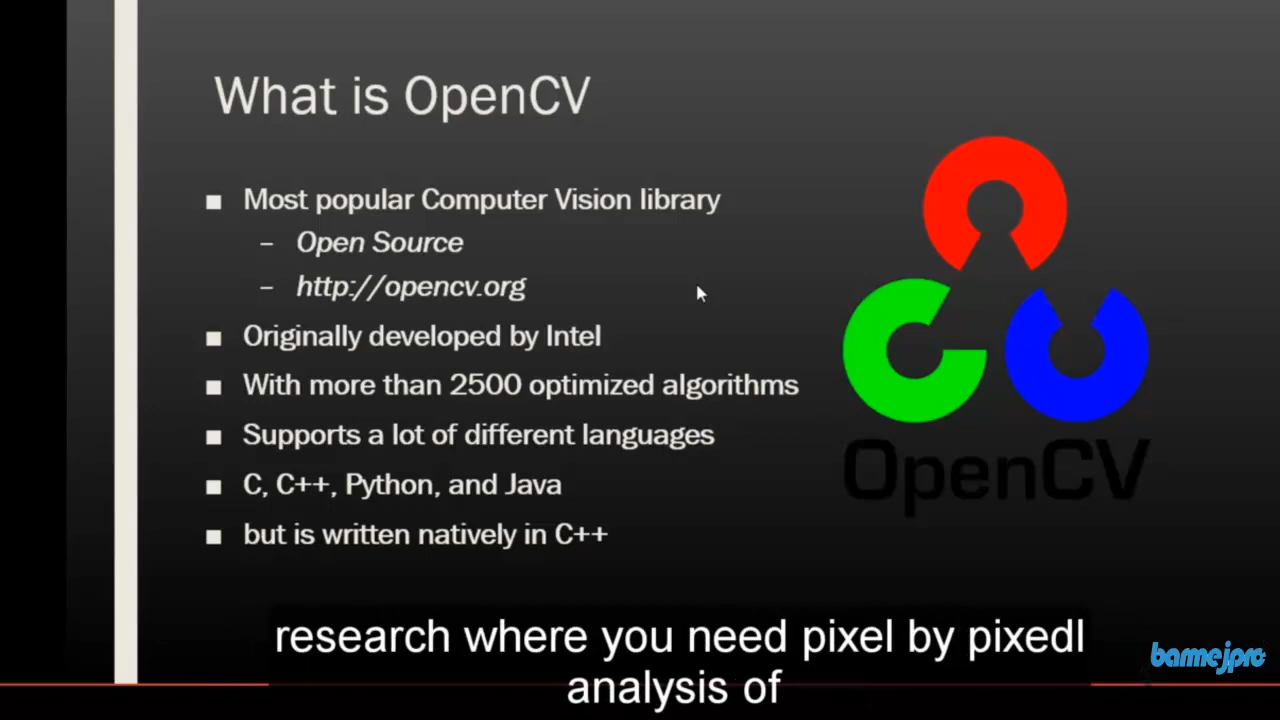 What is OpenCV
■ Most popular Computer Vision library
– Open Source
– http://opencv.org
■ Originally developed by Intel
■ With more than 2500 optimized algorithms
■ Supports a lot of different languages
■ C, C++, Python, and Java
■ but is written natively in C++
OpenCV
research where you need pixel by pixedl
analysis of
barmejpro